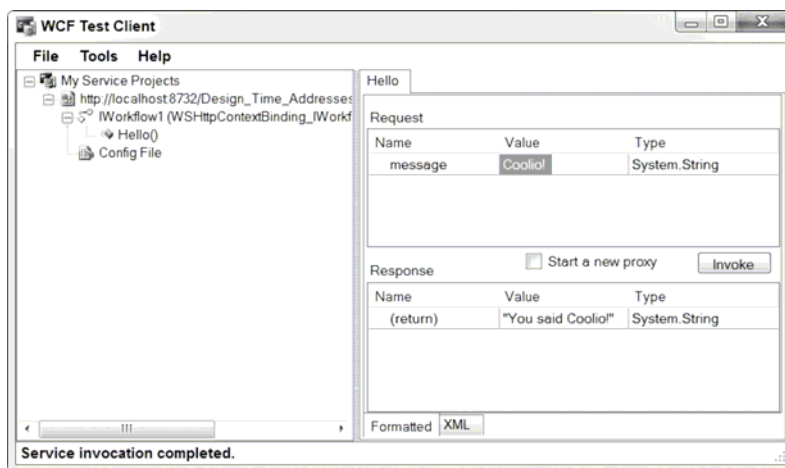 WCF Test Client
File Tools Help
My Service Projects
http://localhost:8732/Design_Time_Addresses
IWorkflow1 (WSHttpContextBinding_IWorkf
Hello()
Config File
Hello
Request
Name Value Type
message Coolio! System.String
Start a new proxy Invoke
Response
Name Value Type
(return) "You said Coolio!" System.String
Formatted XML
Service invocation completed.